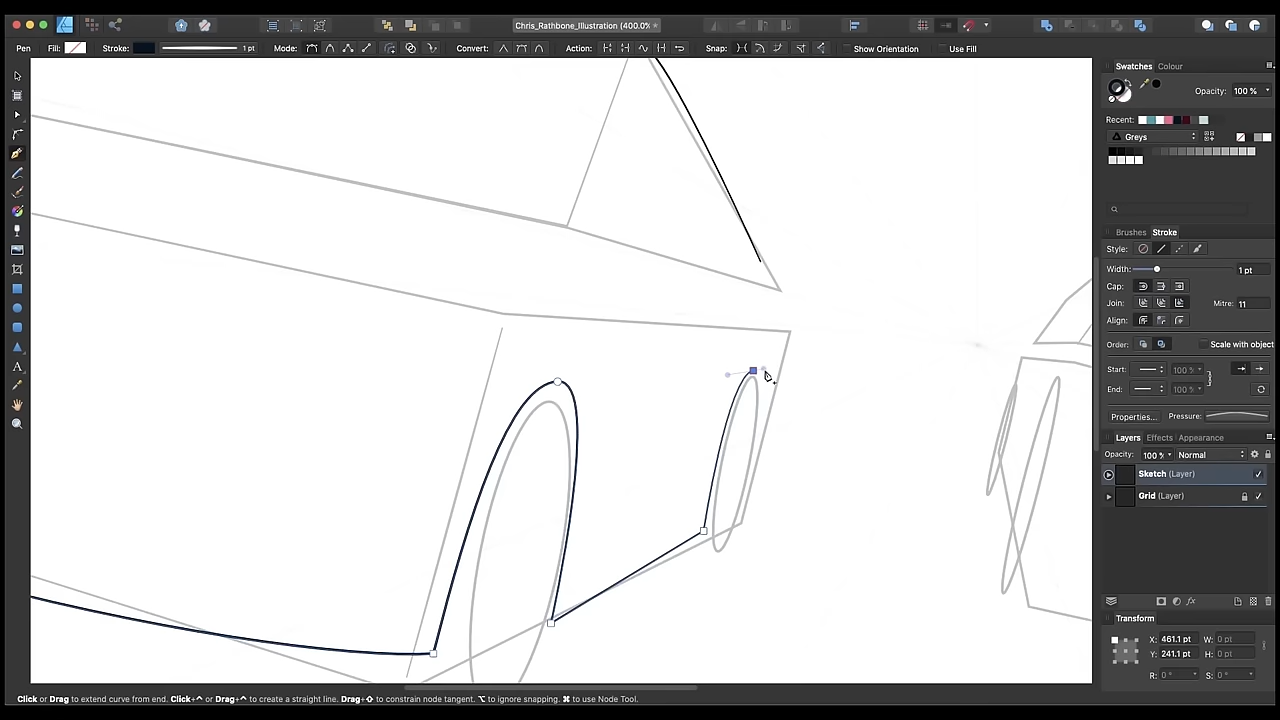 Chris_Rathbone_Illustration (400.0%
Pen
Fill:
Stroke:
1 pt
Mode:
Convert:
Action:
Snap:
Show Orientation
Use Fill
Swatches
Colour
Opacity:
100 %
Recent:
Greys
Brushes
Stroke
Style:
Width:
1 pt
Cap:
Join:
Mitre:
11
Align:
Order:
Scale with object
Start:
100 %
End:
100 %
Properties...
Pressure:
Layers
Effects
Appearance
Opacity:
100 %
Normal
Sketch (Layer)
Grid (Layer)
Transform
X:
461.1 pt
W:
0 pt
Y:
241.1 pt
H:
0 pt
R:
0 °
S:
0 °
Click or Drag to extend curve from end. Click+^ or Drag+^ to create a straight line. Drag+⇧ to constrain node tangent. ⌥ to ignore snapping. ⌘ to use Node Tool.